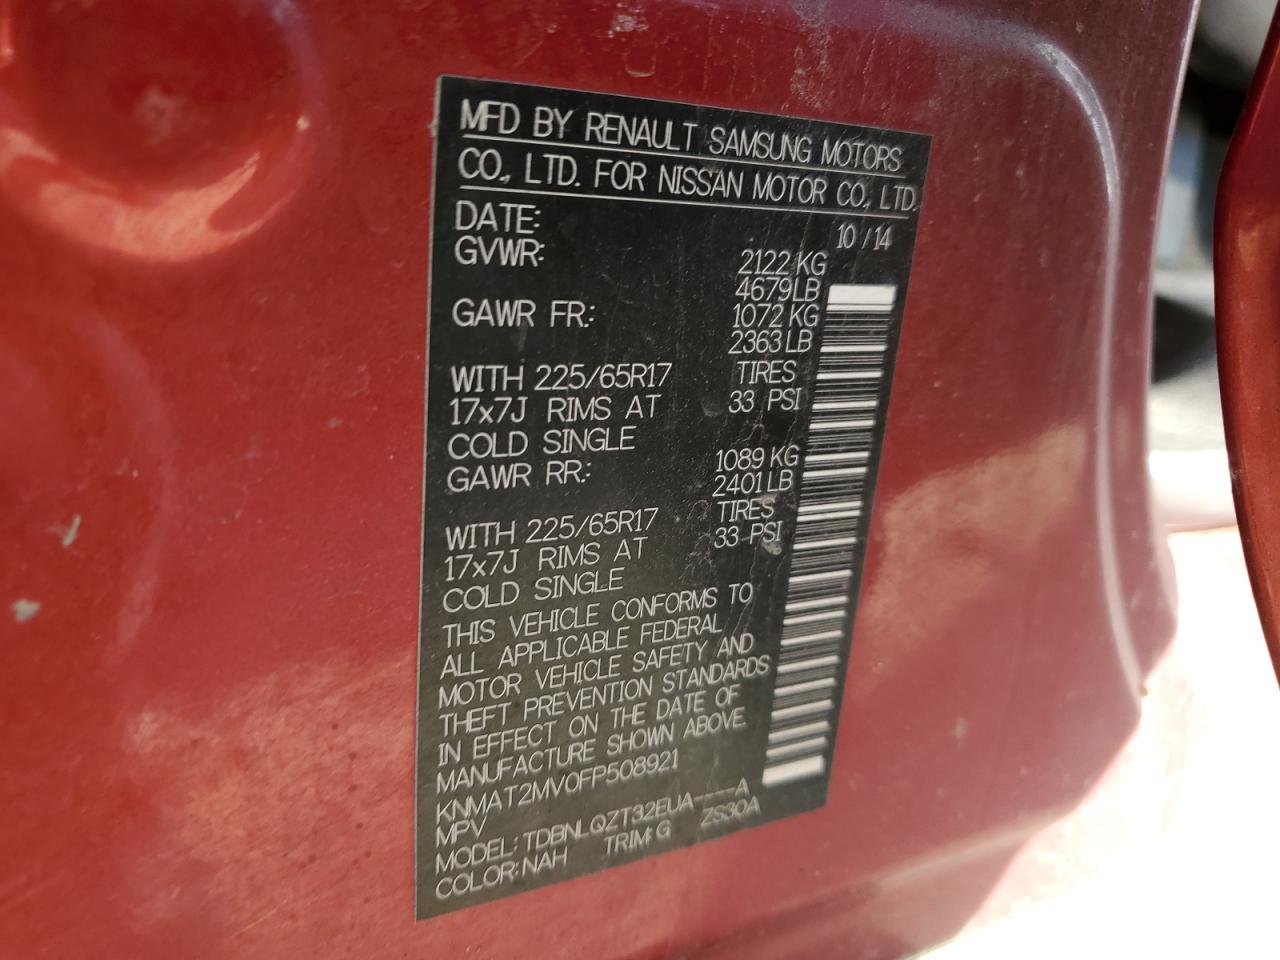 MFD BY RENAULT SAMSUNG MOTORS
CO., LTD. FOR NISSAN MOTOR CO., LTD.
DATE: 10 / 14
GVWR: 2122 KG
4679 LB
GAWR FR.: 1072 KG
2363 LB
WITH 225/65R17 TIRES
17x7J RIMS AT 33 PSI
COLD SINGLE
GAWR RR.: 1089 KG
2401 LB
WITH 225/65R17 TIRES
17x7J RIMS AT 33 PSI
COLD SINGLE
THIS VEHICLE CONFORMS TO
ALL APPLICABLE FEDERAL
MOTOR VEHICLE SAFETY AND
THEFT PREVENTION STANDARDS
IN EFFECT ON THE DATE OF
MANUFACTURE SHOWN ABOVE.
KNMAT2MV0FP508921
MPV
MODEL: TDBNLQZT32EUA----A
COLOR: NAH TRIM: G ZS30A